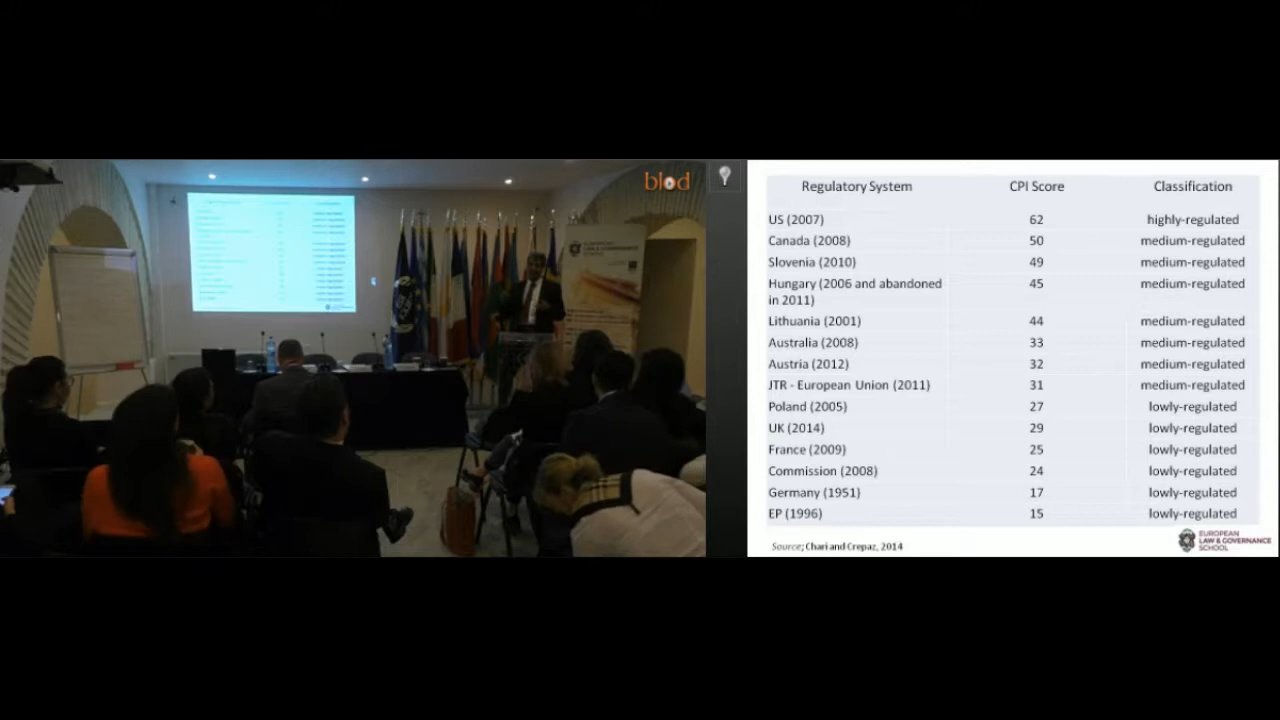 blod
EUROPEAN
LAW & GOVERNANCE
Regulatory System CPI Score Classification
US (2007) 62 highly-regulated
Canada (2008) 50 medium-regulated
Slovenia (2010) 49 medium-regulated
Hungary (2006 and abandoned
in 2011) 45 medium-regulated
Lithuania (2001) 44 medium-regulated
Australia (2008) 33 medium-regulated
Austria (2012) 32 medium-regulated
JTR - European Union (2011) 31 medium-regulated
Poland (2005) 27 lowly-regulated
UK (2014) 29 lowly-regulated
France (2009) 25 lowly-regulated
Commission (2008) 24 lowly-regulated
Germany (1951) 17 lowly-regulated
EP (1996) 15 lowly-regulated
Source; Chari and Crepaz, 2014
EUROPEAN
LAW & GOVERNANCE
SCHOOL